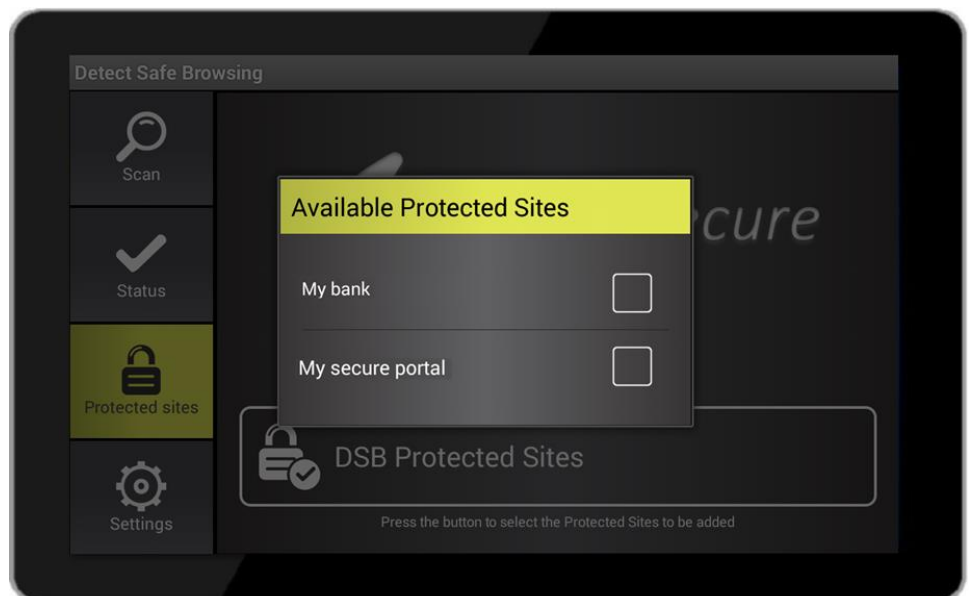 Detect Safe Browsing
Scan
Status
Protected sites
Settings
Available Protected Sites
My bank
My secure portal
DSB Protected Sites
Press the button to select the Protected Sites to be added